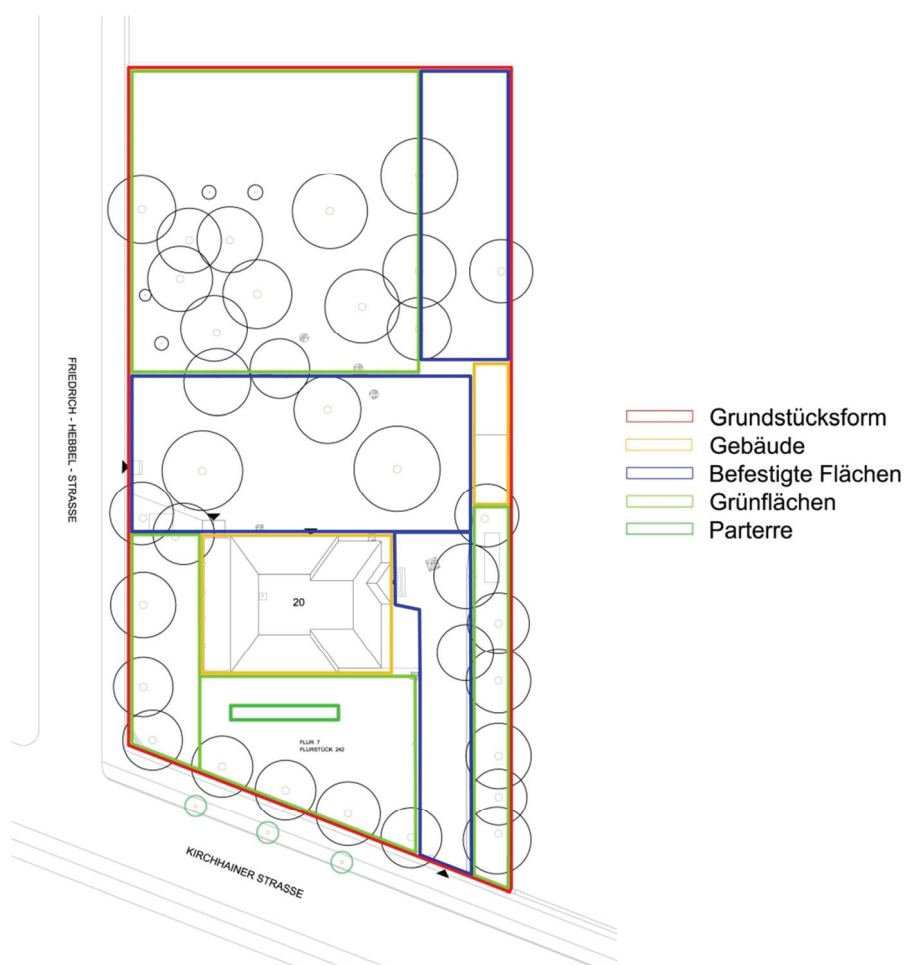 FRIEDRICH - HEBBEL - STRASSE
20
FLUR 7
FLURSTÜCK 242
KIRCHHAINER STRASSE
Grundstücksform
Gebäude
Befestigte Flächen
Grünflächen
Parterre